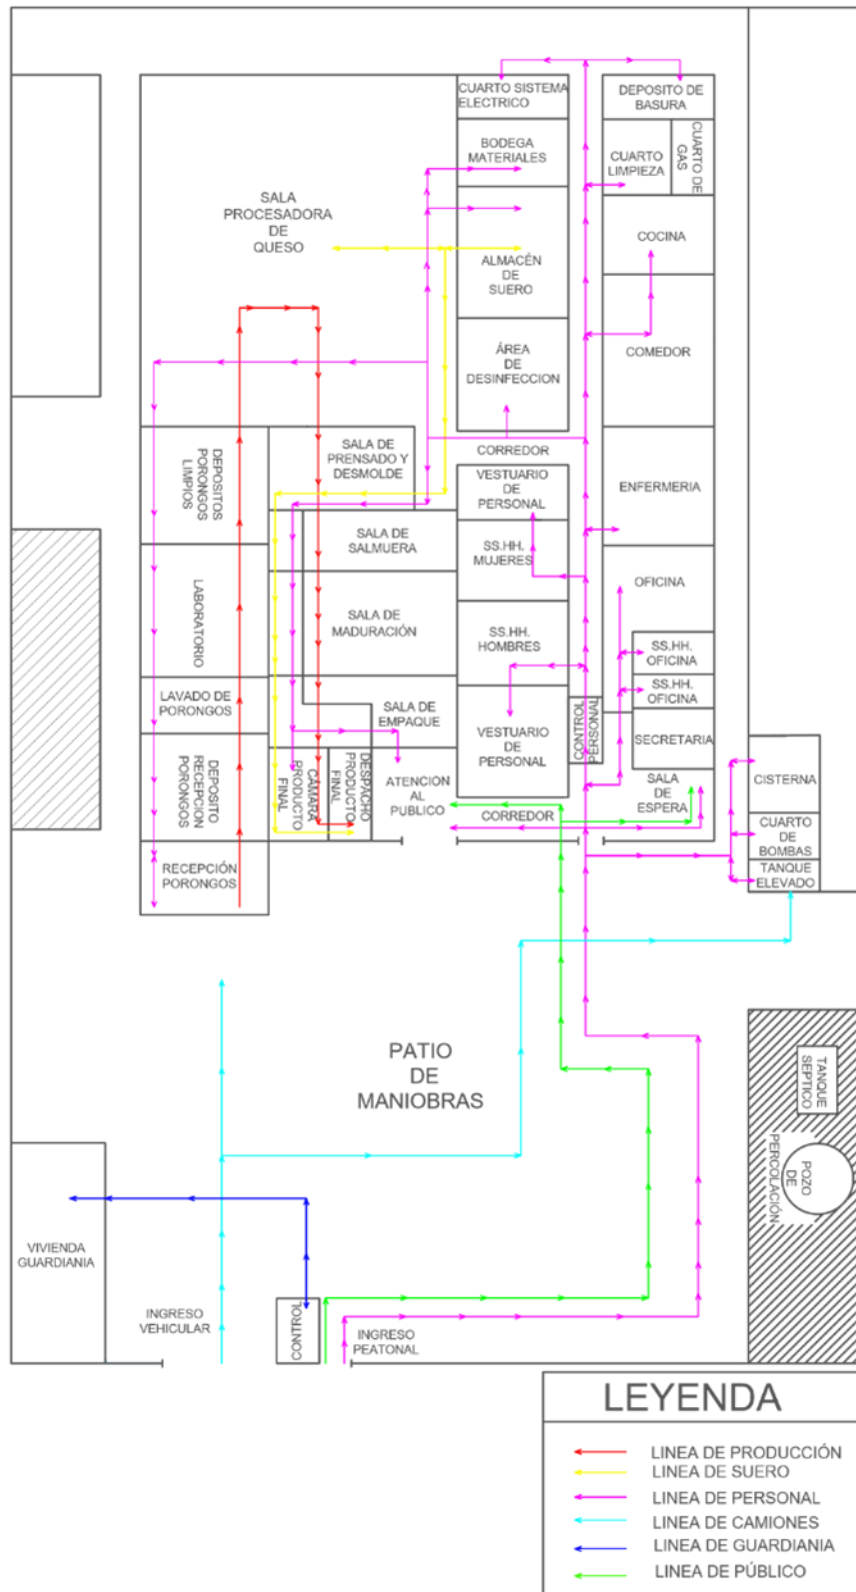 CUARTO SISTEMA
ELECTRICO
DEPOSITO DE
BASURA
BODEGA
MATERIALES
CUARTO
LIMPIEZA
CUARTO DE
GAS
SALA
PROCESADORA
DE
QUESO
COCINA
ALMACÉN
DE
SUERO
ÁREA
DE
DESINFECCION
COMEDOR
DEPOSITOS
PORONGOS
LIMPIOS
SALA DE
PRENSADO Y
DESMOLDE
CORREDOR
VESTUARIO
DE
PERSONAL
ENFERMERIA
SALA DE
SALMUERA
SS.HH.
MUJERES
OFICINA
LABORATORIO
SALA DE
MADURACIÓN
SS.HH.
HOMBRES
SS.HH.
OFICINA
SS.HH.
OFICINA
LAVADO DE
PORONGOS
SALA DE
EMPAQUE
VESTUARIO
DE
PERSONAL
CONTROL
PERSONAL
SECRETARIA
DEPOSITO
RECEPCION
PORONGOS
CÁMARA
PRODUCTO
FINAL
DESPACHO
PRODUCTO
FINAL
ATENCION
AL
PUBLICO
CORREDOR
SALA
DE
ESPERA
CISTERNA
CUARTO
DE
BOMBAS
TANQUE
ELEVADO
RECEPCIÓN
PORONGOS
PATIO
DE
MANIOBRAS
TANQUE
SEPTICO
POZO
DE
PERCOLACIÓN
VIVIENDA
GUARDIANIA
INGRESO
VEHICULAR
CONTROL
INGRESO
PEATONAL
LEYENDA
LINEA DE PRODUCCIÓN
LINEA DE SUERO
LINEA DE PERSONAL
LINEA DE CAMIONES
LINEA DE GUARDIANIA
LINEA DE PÚBLICO